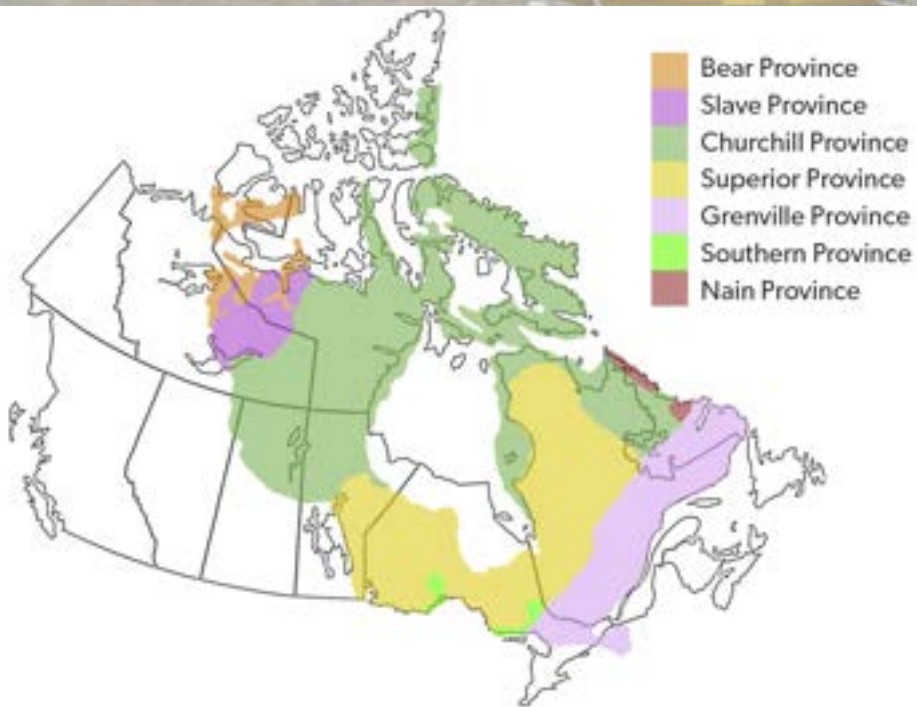 Bear Province
Slave Province
Churchill Province
Superior Province
Grenville Province
Southern Province
Nain Province